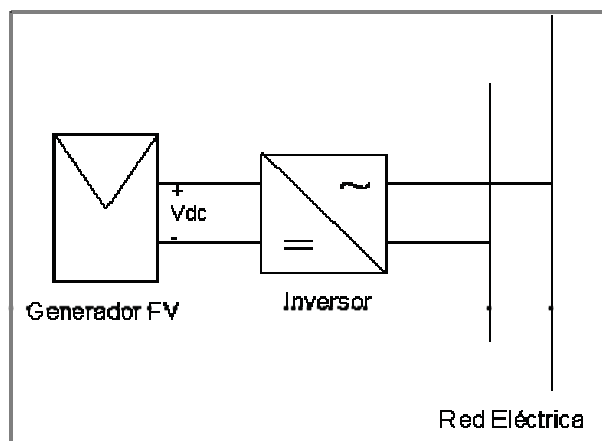 +
Vdc
-
~
=
Generador FV
Inversor
Red Eléctrica